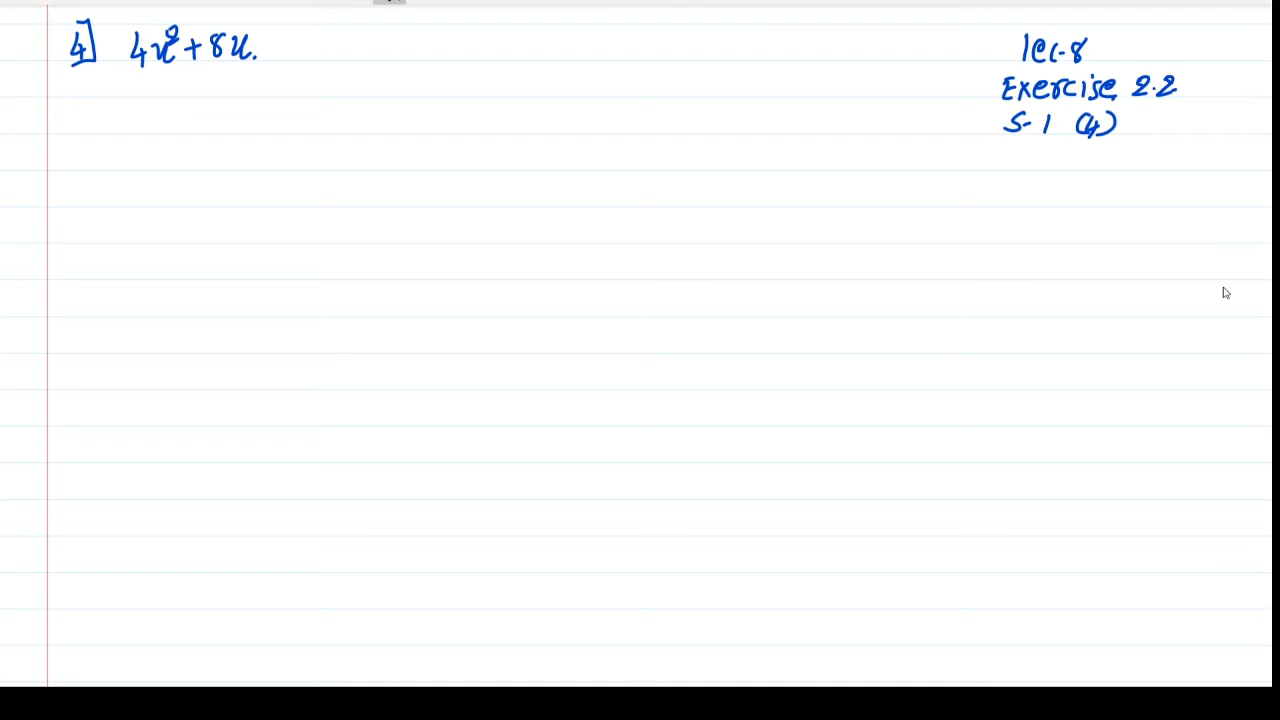 4] 4u² + 8u.
lec-8
Exercise 2.2
S-1 (4)